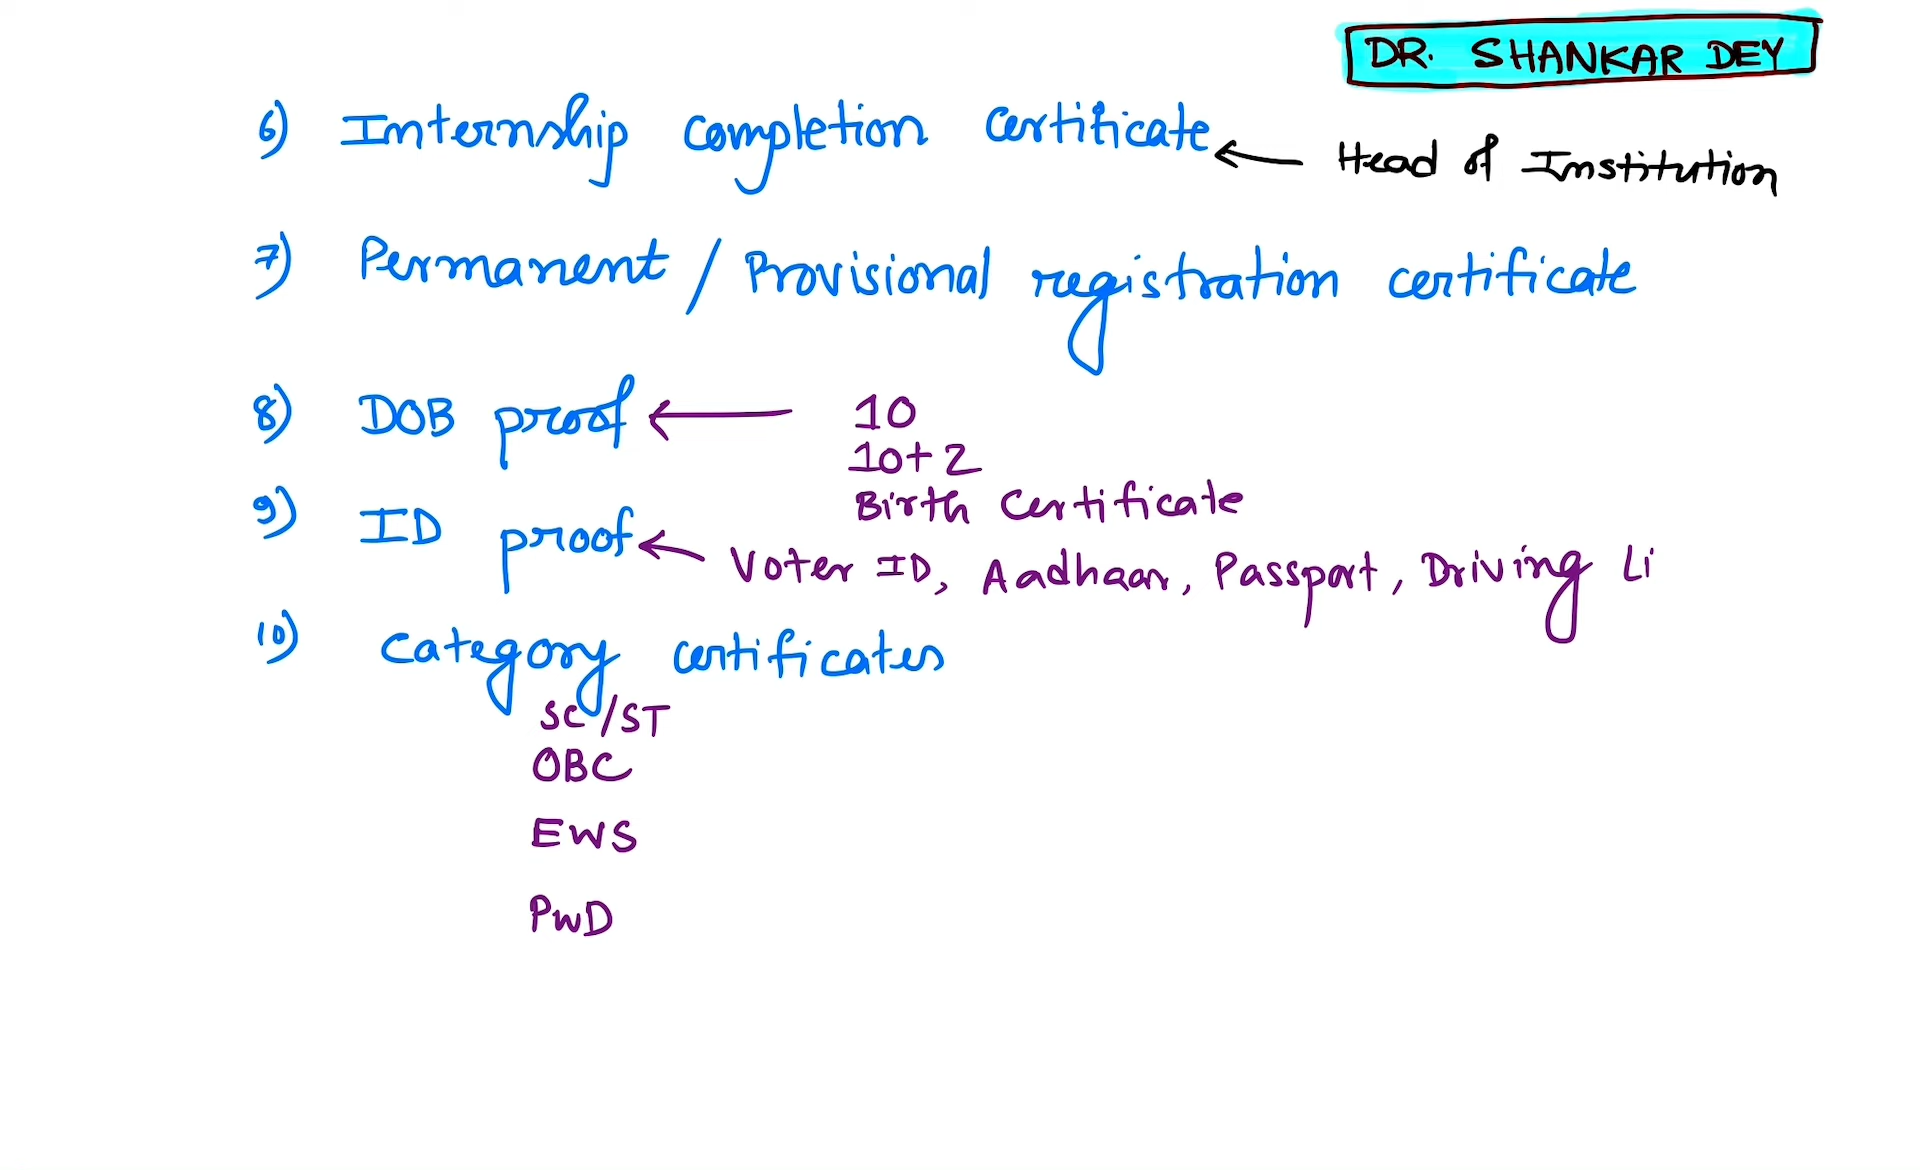 DR. SHANKAR DEY
6) Internship completion certificate ← Head of Institution
7) Permanent / Provisional registration certificate
8) DOB proof ← 10
10+2
Birth Certificate
9) ID proof ← Voter ID, Aadhaar, Passport, Driving Li
10) Category certificates
SC/ST
OBC
EWS
PwD